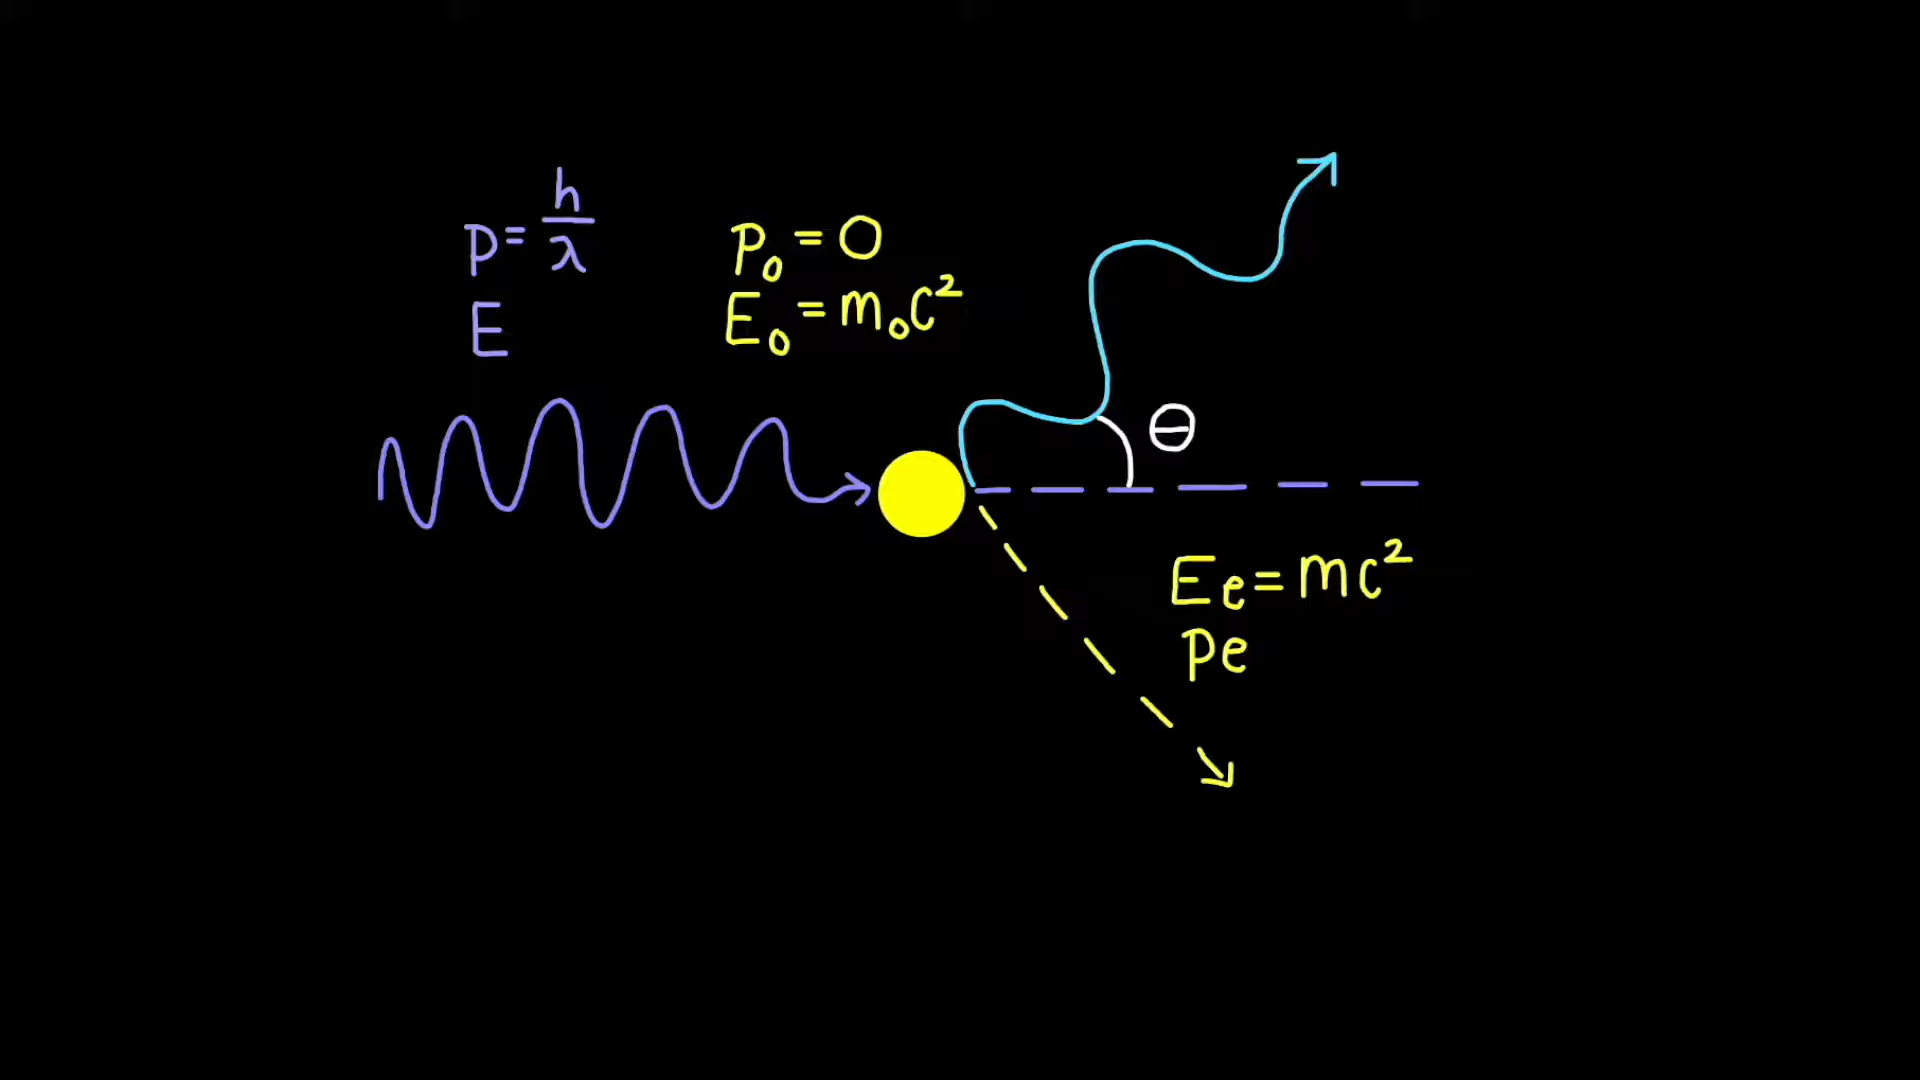 p = h/λ
E
p₀ = 0
E₀ = m₀c²
θ
Ee = mc²
pe